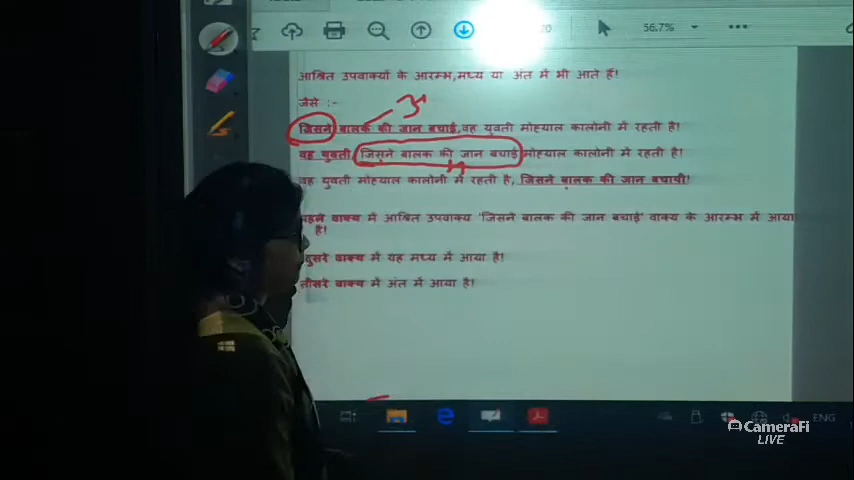 56.7%
आश्रित उपवाक्यों के आरम्भ,मध्य या अंत में भी आते हैं!
जैसे :-
जिसने बालक की जान बचाई,वह युवती मोहयाल कालोनी में रहती है!
वह युवती जिसने बालक की जान बचाई मोहयाल कालोनी में रहती है!
वह युवती मोहयाल कालोनी में रहती है, जिसने बालक की जान बचायी!
पहले वाक्य में आश्रित उपवाक्य 'जिसने बालक की जान बचाई' वाक्य के आरम्भ में आया
है!
दुसरे वाक्य में यह मध्य में आया है!
तीसरे वाक्य में अंत में आया है!
ENG
CameraFi
LIVE